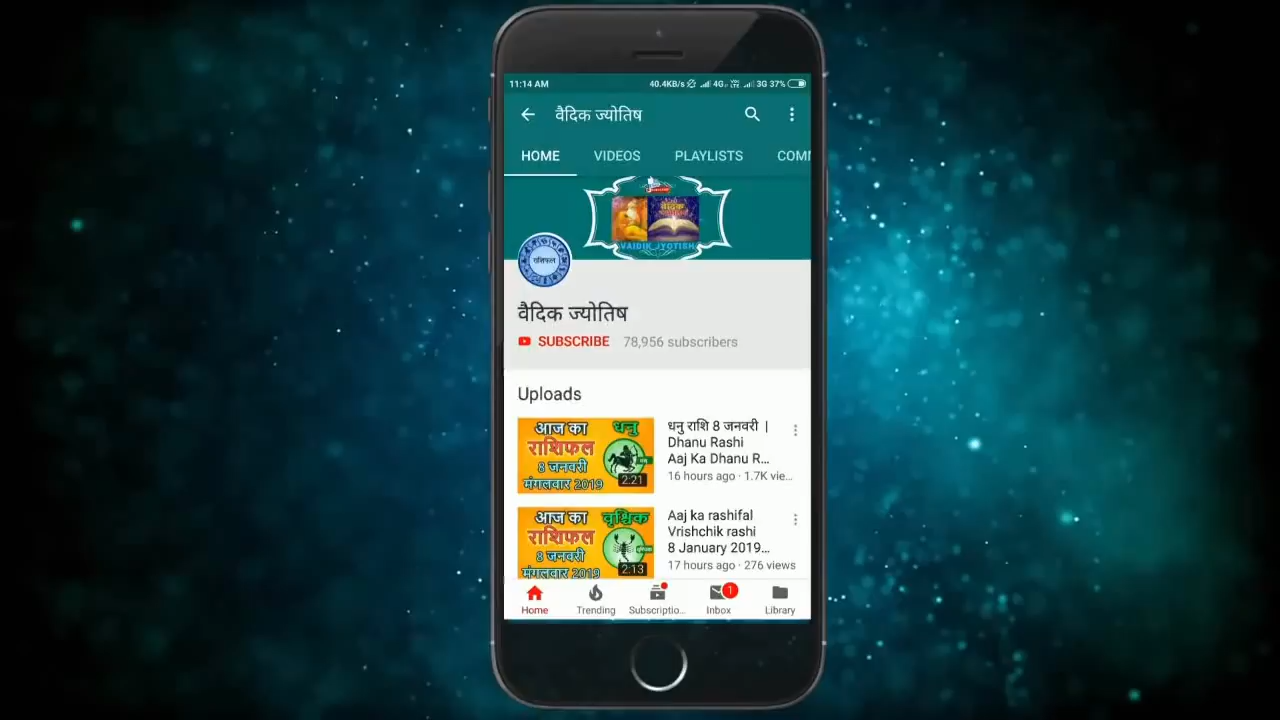 11:14 AM
40.4KB/s 4G 3G 37%
वैदिक ज्योतिष
HOME VIDEOS PLAYLISTS COMM
वैदिक
VAIDIK JYOTISH
राशिफल
वैदिक ज्योतिष
SUBSCRIBE 78,956 subscribers
Uploads
आज का धनु
राशिफल
8 जनवरी
मंगलवार 2019
2:21
धनु राशि 8 जनवरी |
Dhanu Rashi
Aaj Ka Dhanu R...
16 hours ago · 1.7K vie...
आज का वृश्चिक
राशिफल
8 जनवरी
मंगलवार 2019
2:13
Aaj ka rashifal
Vrishchik rashi
8 January 2019...
17 hours ago · 276 views
1
Home Trending Subscriptio... Inbox Library